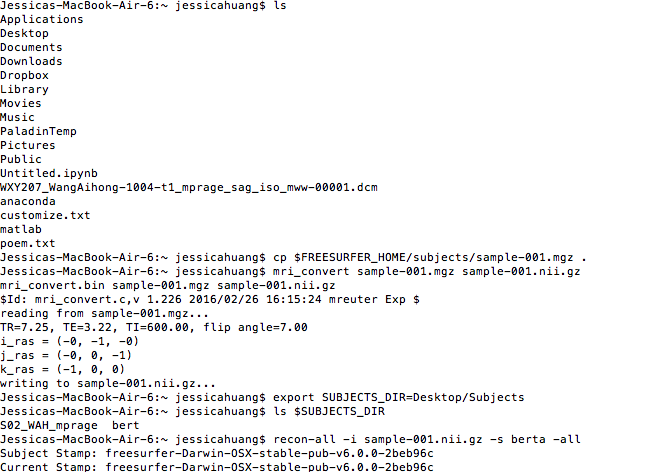 Jessicas-MacBook-Air-6:~ jessicahuang$ ls
Applications
Desktop
Documents
Downloads
Dropbox
Library
Movies
Music
PaladinTemp
Pictures
Public
Untitled.ipynb
WXY207_WangAihong-1004-t1_mprage_sag_iso_mww-00001.dcm
anaconda
customize.txt
matlab
poem.txt
Jessicas-MacBook-Air-6:~ jessicahuang$ cp $FREESURFER_HOME/subjects/sample-001.mgz .
Jessicas-MacBook-Air-6:~ jessicahuang$ mri_convert sample-001.mgz sample-001.nii.gz
mri_convert.bin sample-001.mgz sample-001.nii.gz
$Id: mri_convert.c,v 1.226 2016/02/26 16:15:24 mreuter Exp $
reading from sample-001.mgz...
TR=7.25, TE=3.22, TI=600.00, flip angle=7.00
i_ras = (-0, -1, -0)
j_ras = (-0, 0, -1)
k_ras = (-1, 0, 0)
writing to sample-001.nii.gz...
Jessicas-MacBook-Air-6:~ jessicahuang$ export SUBJECTS_DIR=Desktop/Subjects
Jessicas-MacBook-Air-6:~ jessicahuang$ ls $SUBJECTS_DIR
S02_WAH_mprage  bert
Jessicas-MacBook-Air-6:~ jessicahuang$ recon-all -i sample-001.nii.gz -s berta -all
Subject Stamp: freesurfer-Darwin-OSX-stable-pub-v6.0.0-2beb96c
Current Stamp: freesurfer-Darwin-OSX-stable-pub-v6.0.0-2beb96c